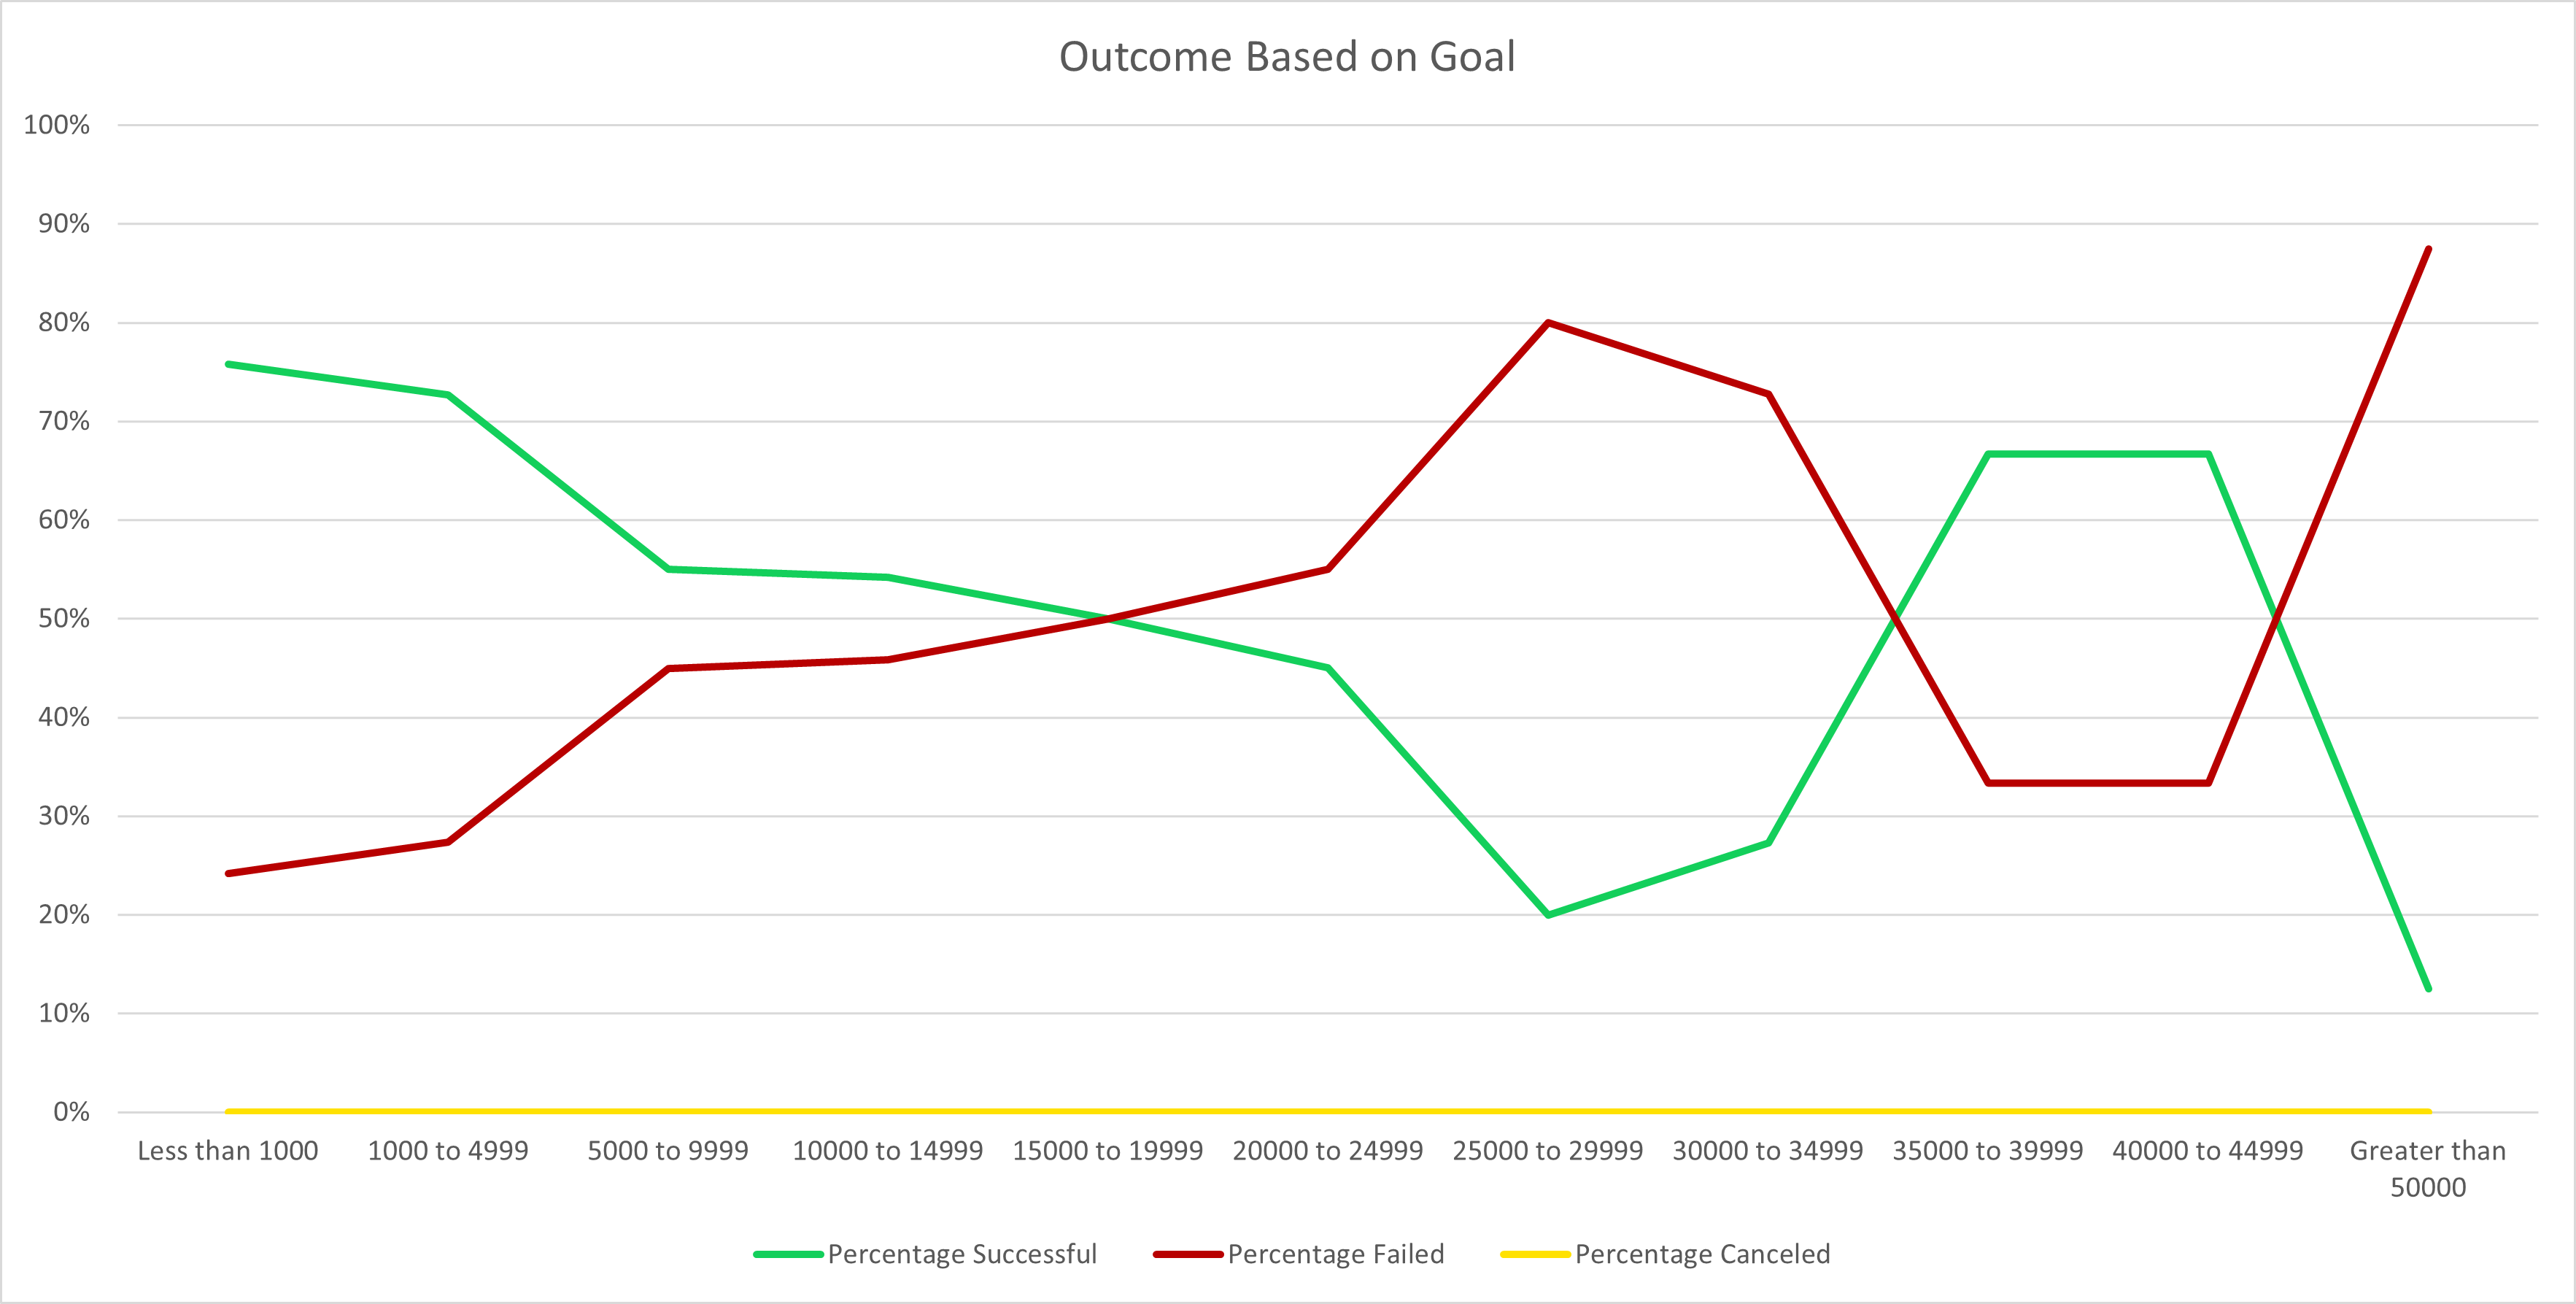 Outcome Based on Goal
100%
90%
80%
70%
60%
50%
40%
30%
20%
10%
0%
Less than 1000
1000 to 4999
5000 to 9999
10000 to 14999
15000 to 19999
20000 to 24999
25000 to 29999
30000 to 34999
35000 to 39999
40000 to 44999
Greater than
50000
Percentage Successful
Percentage Failed
Percentage Canceled